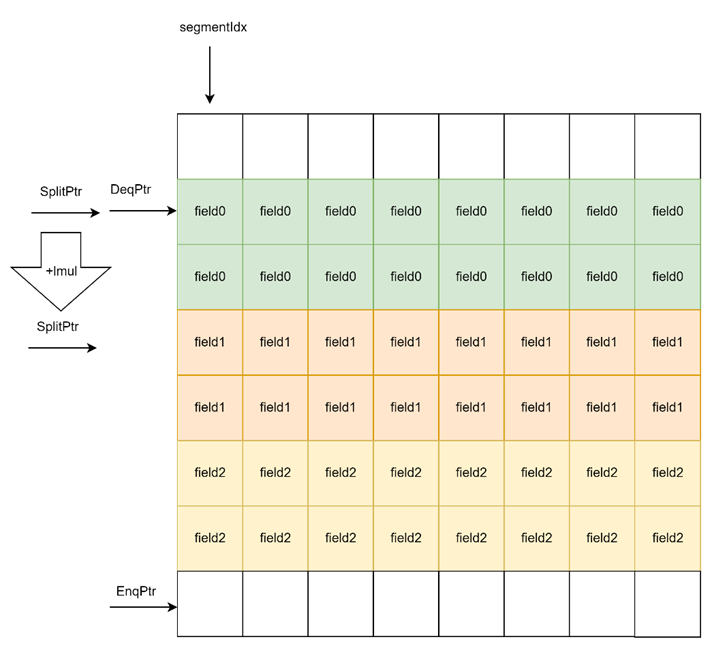 segmentIdx
SplitPtr
DeqPtr
field0 field0 field0 field0 field0 field0 field0 field0
+lmul
field0 field0 field0 field0 field0 field0 field0 field0
SplitPtr
field1 field1 field1 field1 field1 field1 field1 field1
field1 field1 field1 field1 field1 field1 field1 field1
field2 field2 field2 field2 field2 field2 field2 field2
field2 field2 field2 field2 field2 field2 field2 field2
EnqPtr